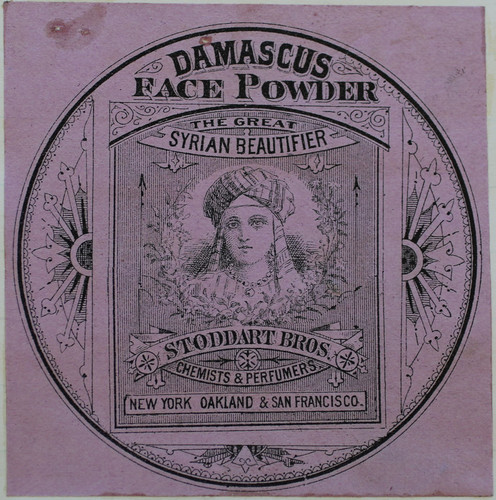 DAMASCUS
FACE POWDER
THE GREAT
SYRIAN BEAUTIFIER
STODDART BROS.
CHEMISTS & PERFUMERS.
NEW YORK OAKLAND & SAN FRANCISCO.